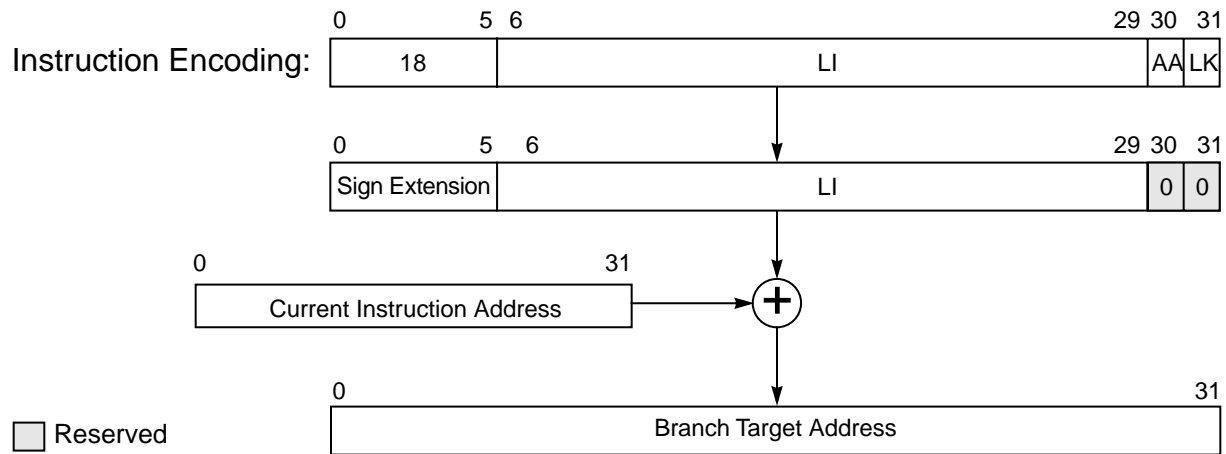 0 5 6 29 30 31
Instruction Encoding: 18 LI AA LK
0 5 6 29 30 31
Sign Extension LI 0 0
0 31
Current Instruction Address +
0 31
Branch Target Address
Reserved